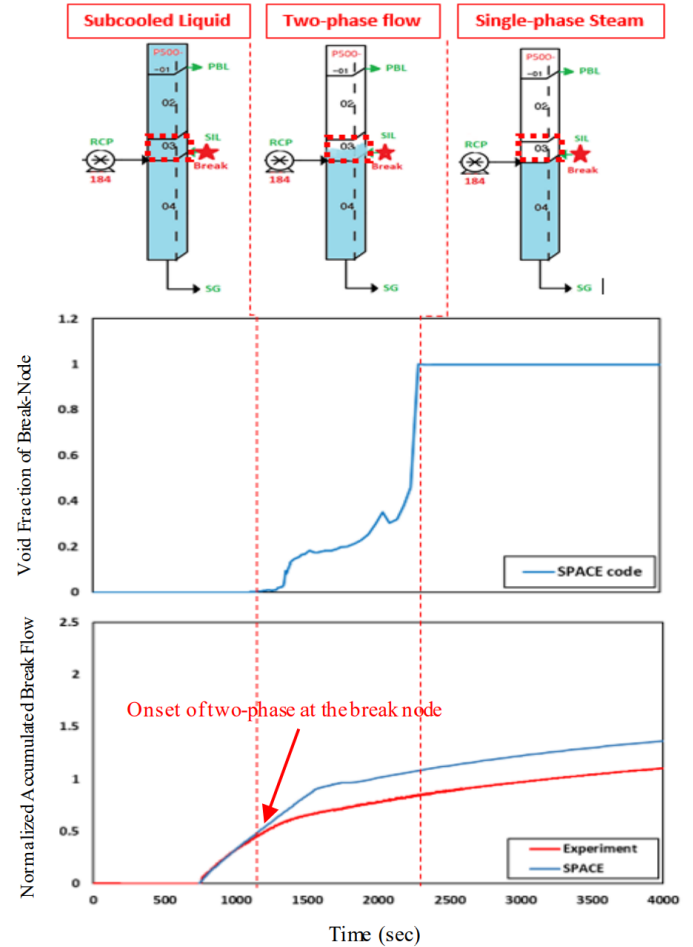 Subcooled Liquid
Two-phase flow
Single-phase Steam
P500-
-01
PBL
02
RCP
03
SIL
184
Break
04
SG
P500-
-01
PBL
02
RCP
03
SIL
184
Break
04
SG
P500-
-01
PBL
02
RCP
03
SIL
184
Break
04
SG
Void Fraction of Break-Node
1.2
1
0.8
0.6
0.4
0.2
0
SPACE code
Normalized Accumulated Break Flow
2.5
2
1.5
1
0.5
0
Onset of two-phase at the break node
Experiment
SPACE
0 500 1000 1500 2000 2500 3000 3500 4000
Time (sec)